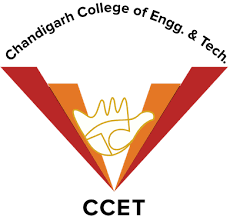 Chandigarh College of Engg. & Tech.
CCET